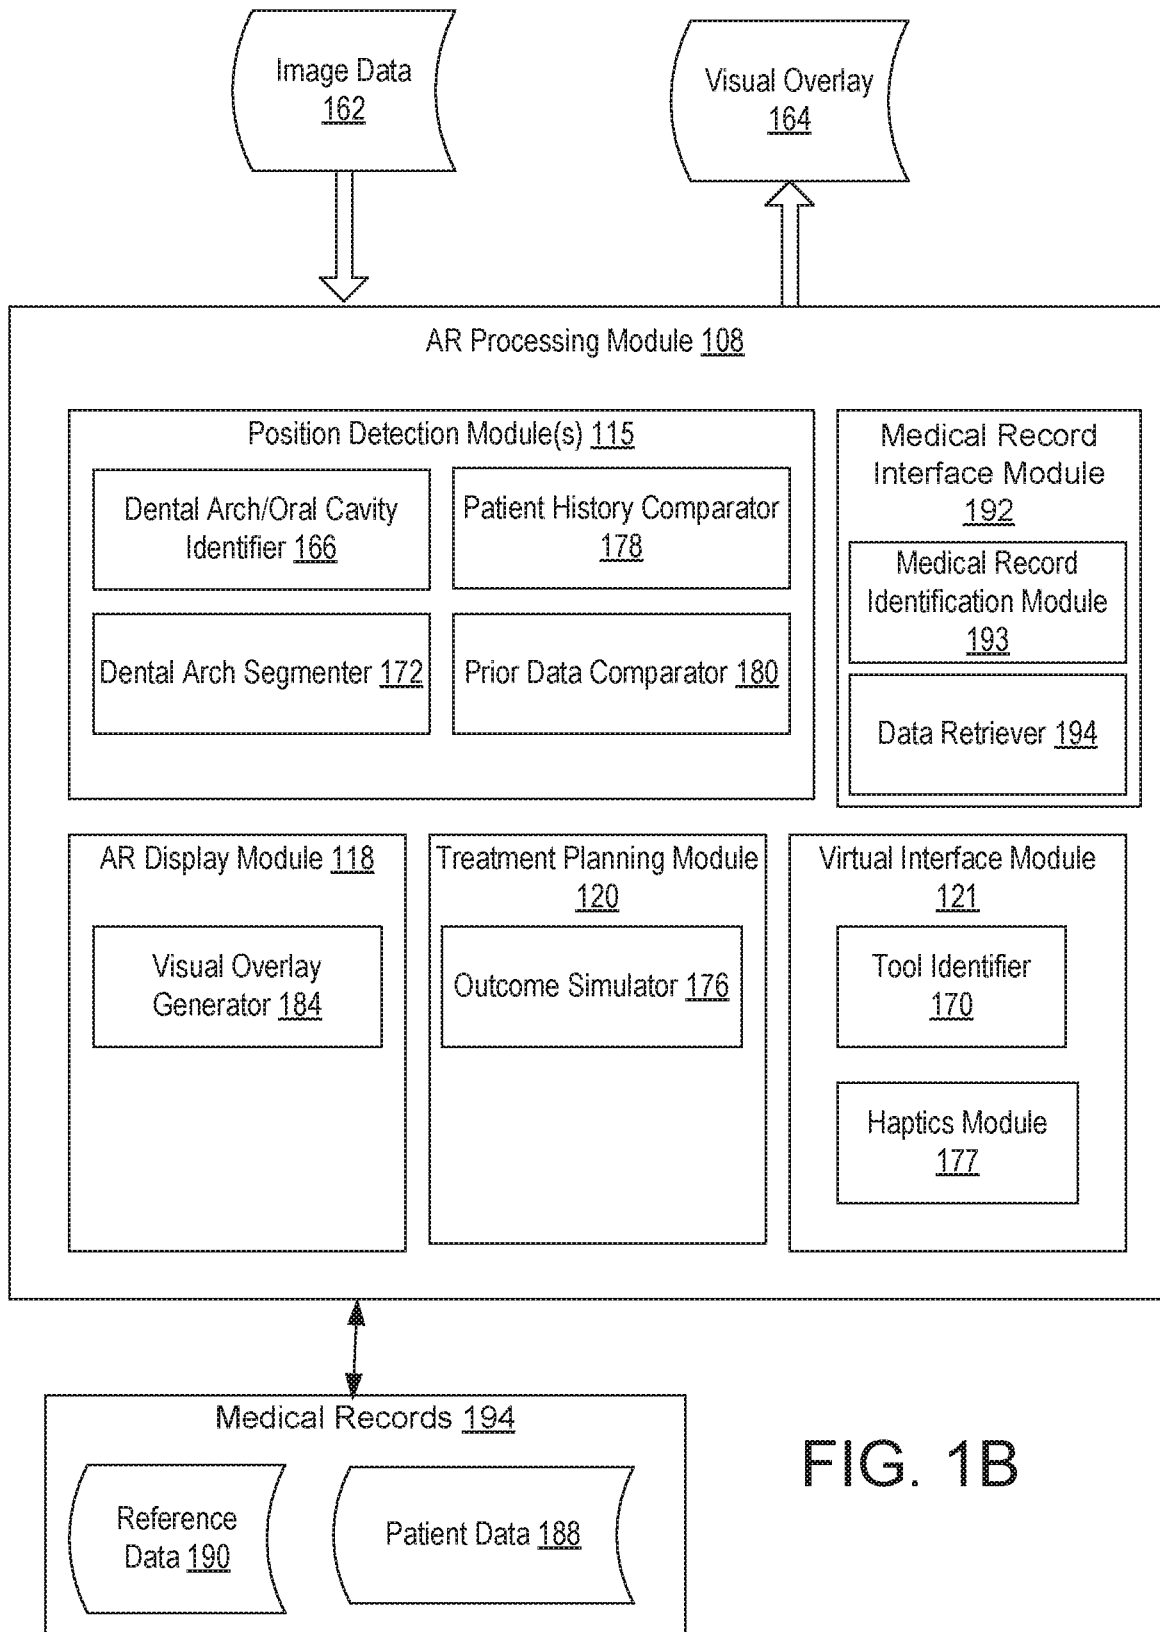 Image Data
162
Visual Overlay
164
AR Processing Module 108
Position Detection Module(s) 115
Dental Arch/Oral Cavity
Identifier 166
Patient History Comparator
178
Dental Arch Segmenter 172
Prior Data Comparator 180
Medical Record
Interface Module
192
Medical Record
Identification Module
193
Data Retriever 194
AR Display Module 118
Visual Overlay
Generator 184
Treatment Planning Module
120
Outcome Simulator 176
Virtual Interface Module
121
Tool Identifier
170
Haptics Module
177
Medical Records 194
Reference
Data 190
Patient Data 188
FIG. 1B